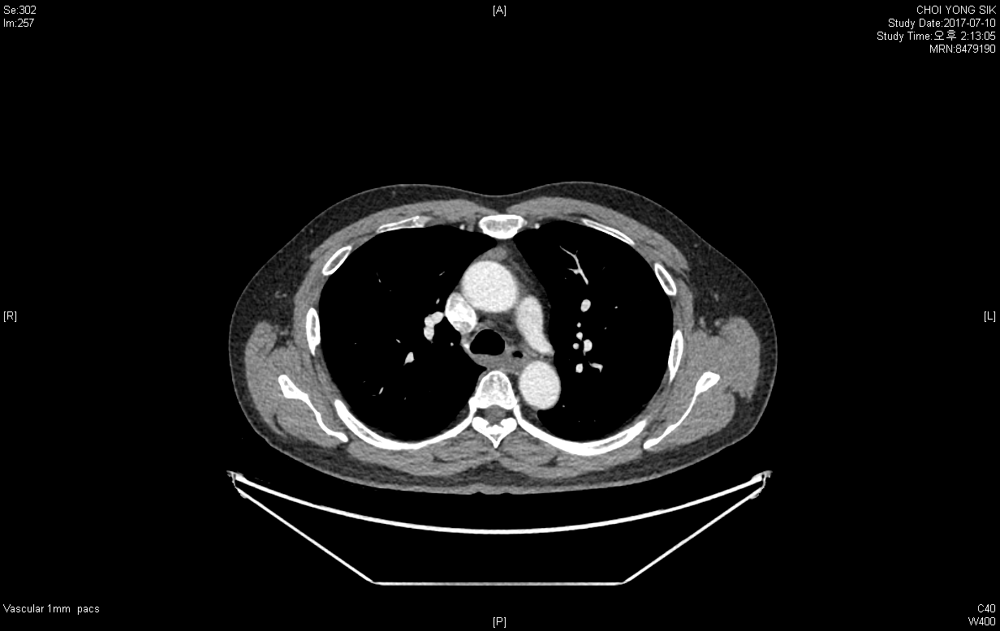 Se:302
Im:257
[A]
CHOI YONG SIK
Study Date:2017-07-10
Study Time:오후 2:13:05
MRN:8479190
[R]
[L]
Vascular 1mm pacs
[P]
C40
W400